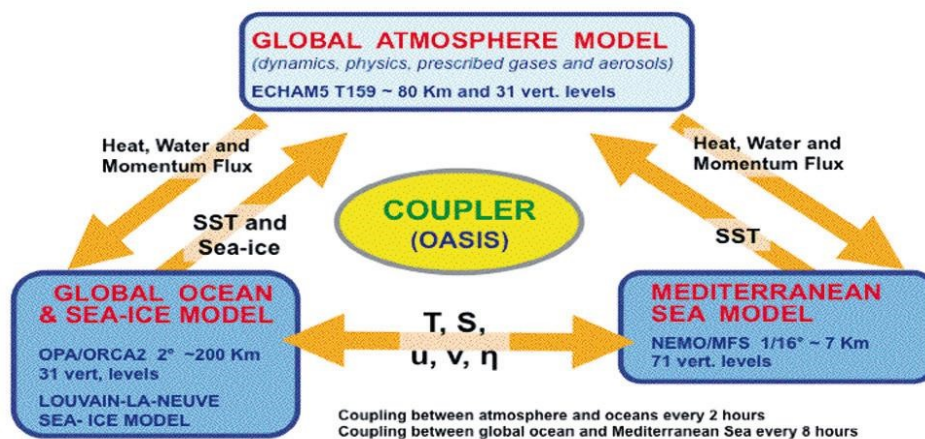 GLOBAL ATMOSPHERE MODEL
(dynamics, physics, prescribed gases and aerosols)
ECHAM5 T159 ~ 80 Km and 31 vert. levels
Heat, Water and
Momentum Flux
SST and
Sea-ice
COUPLER
(OASIS)
Heat, Water and
Momentum Flux
SST
GLOBAL OCEAN
& SEA-ICE MODEL
OPA/ORCA2 2° ~200 Km
31 vert, levels
LOUVAIN-LA-NEUVE
SEA- ICE MODEL
T, S,
u, v, η
MEDITERRANEAN
SEA MODEL
NEMO/MFS 1/16° ~ 7 Km
71 vert. levels
Coupling between atmosphere and oceans every 2 hours
Coupling between global ocean and Mediterranean Sea every 8 hours